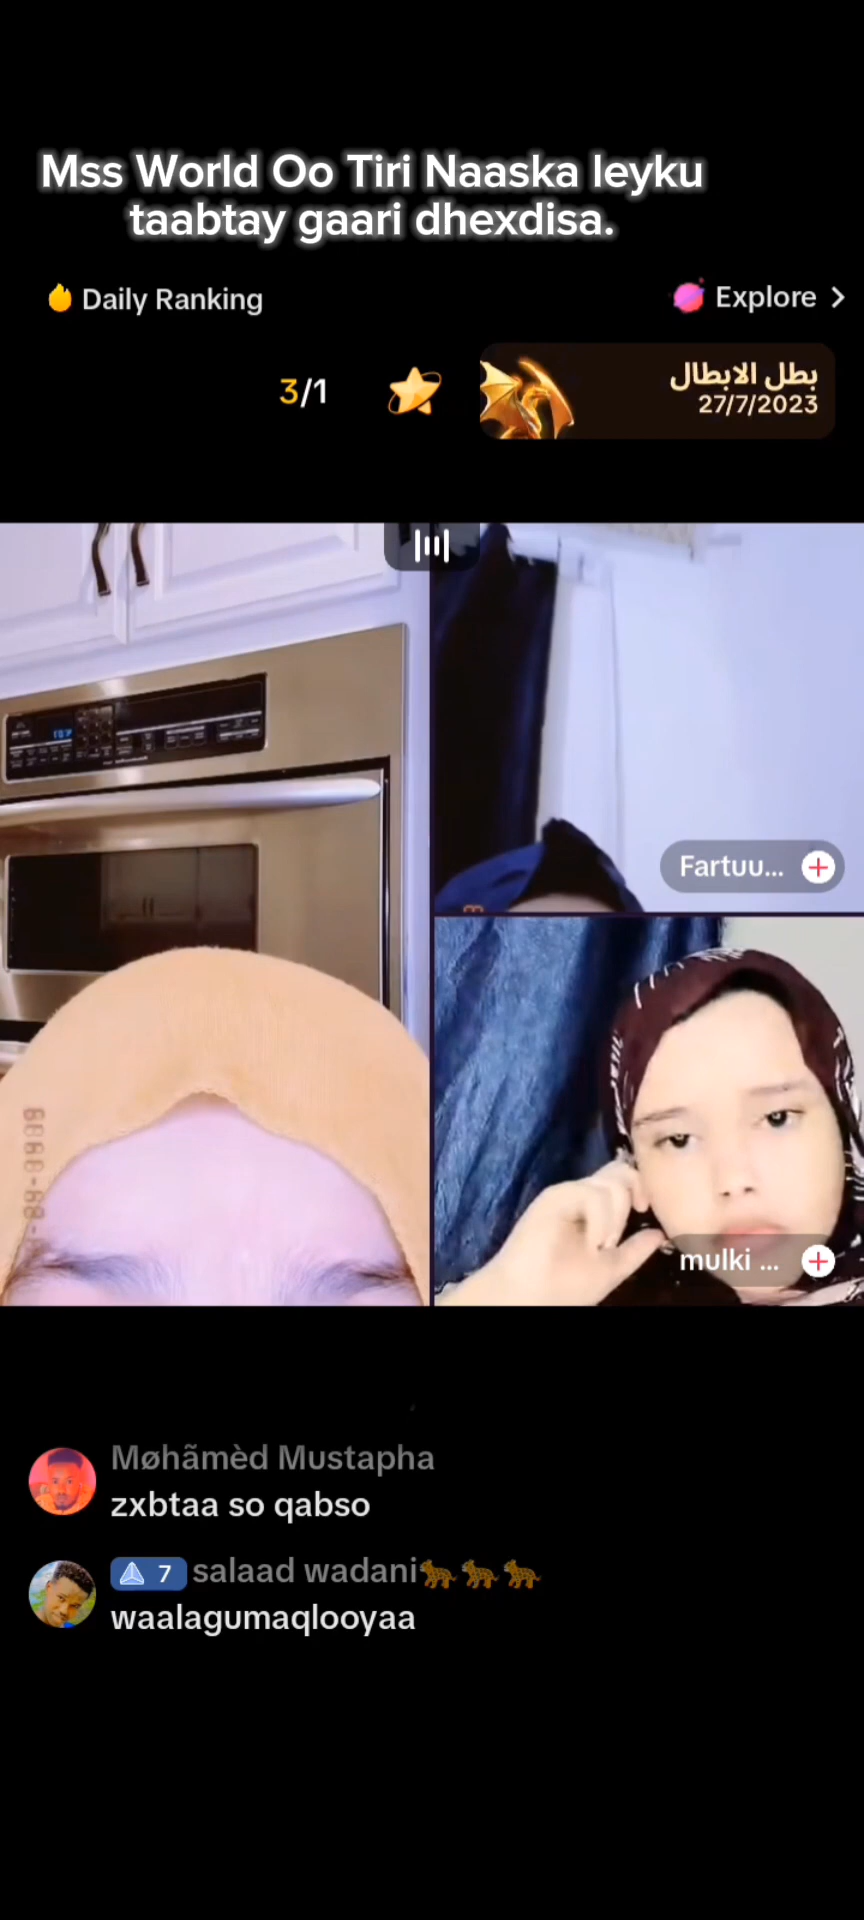 Mss World Oo Tiri Naaska leyku
taabtay gaari dhexdisa.
Daily Ranking
Explore
3/1
بطل الابطال
27/7/2023
Fartuu...
mulki ...
Møhãmèd Mustapha
zxbtaa so qabso
7 salaad wadani🐆🐆🐆
waalagumaqlooyaa